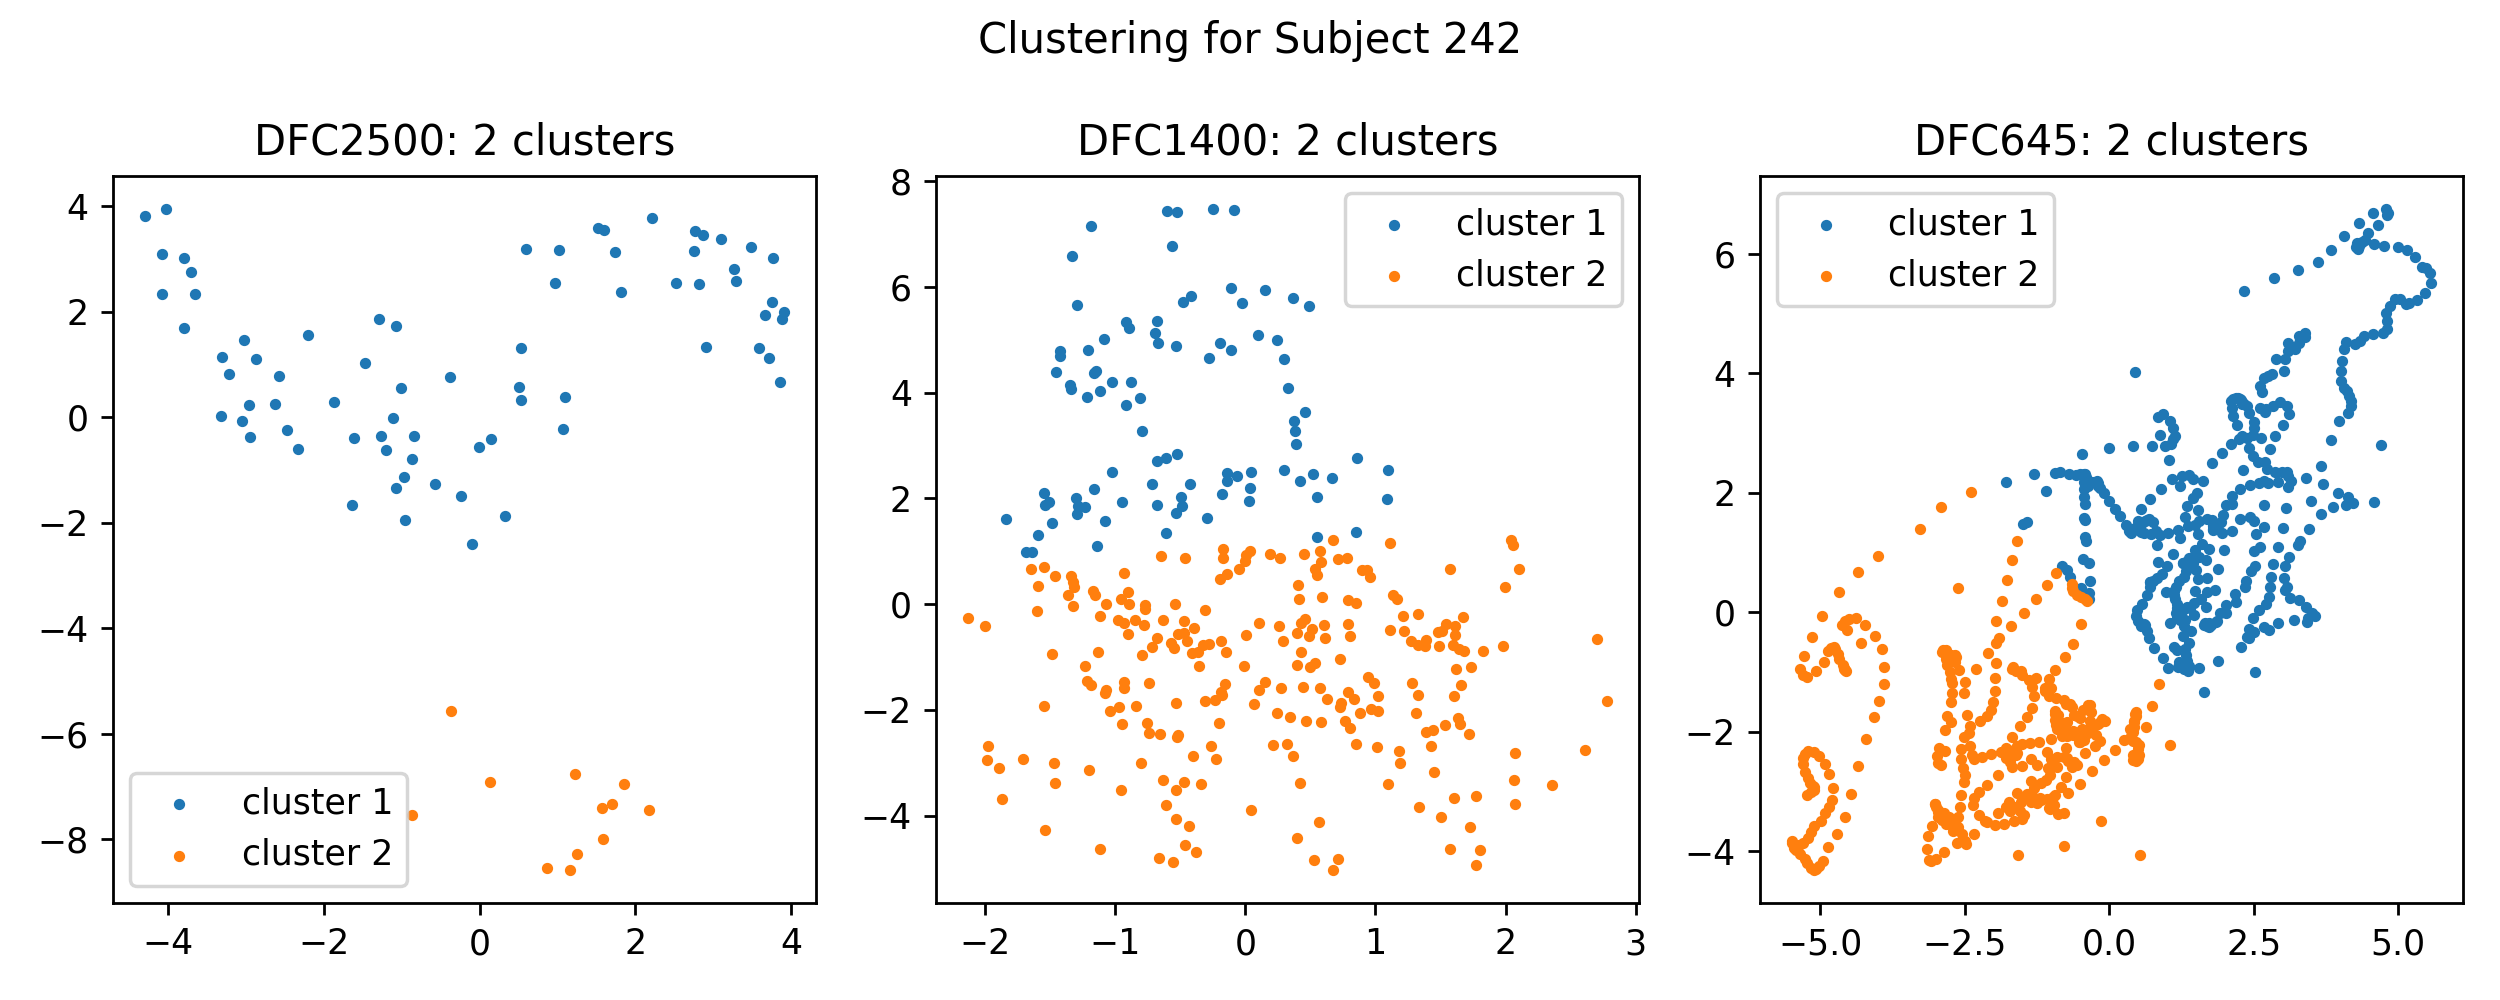 Clustering for Subject 242
DFC2500: 2 clusters
4
2
0
−2
−4
−6
−8
cluster 1
cluster 2
−4 −2 0 2 4
DFC1400: 2 clusters
8
6
4
2
0
−2
−4
cluster 1
cluster 2
−2 −1 0 1 2 3
DFC645: 2 clusters
6
4
2
0
−2
−4
cluster 1
cluster 2
−5.0 −2.5 0.0 2.5 5.0